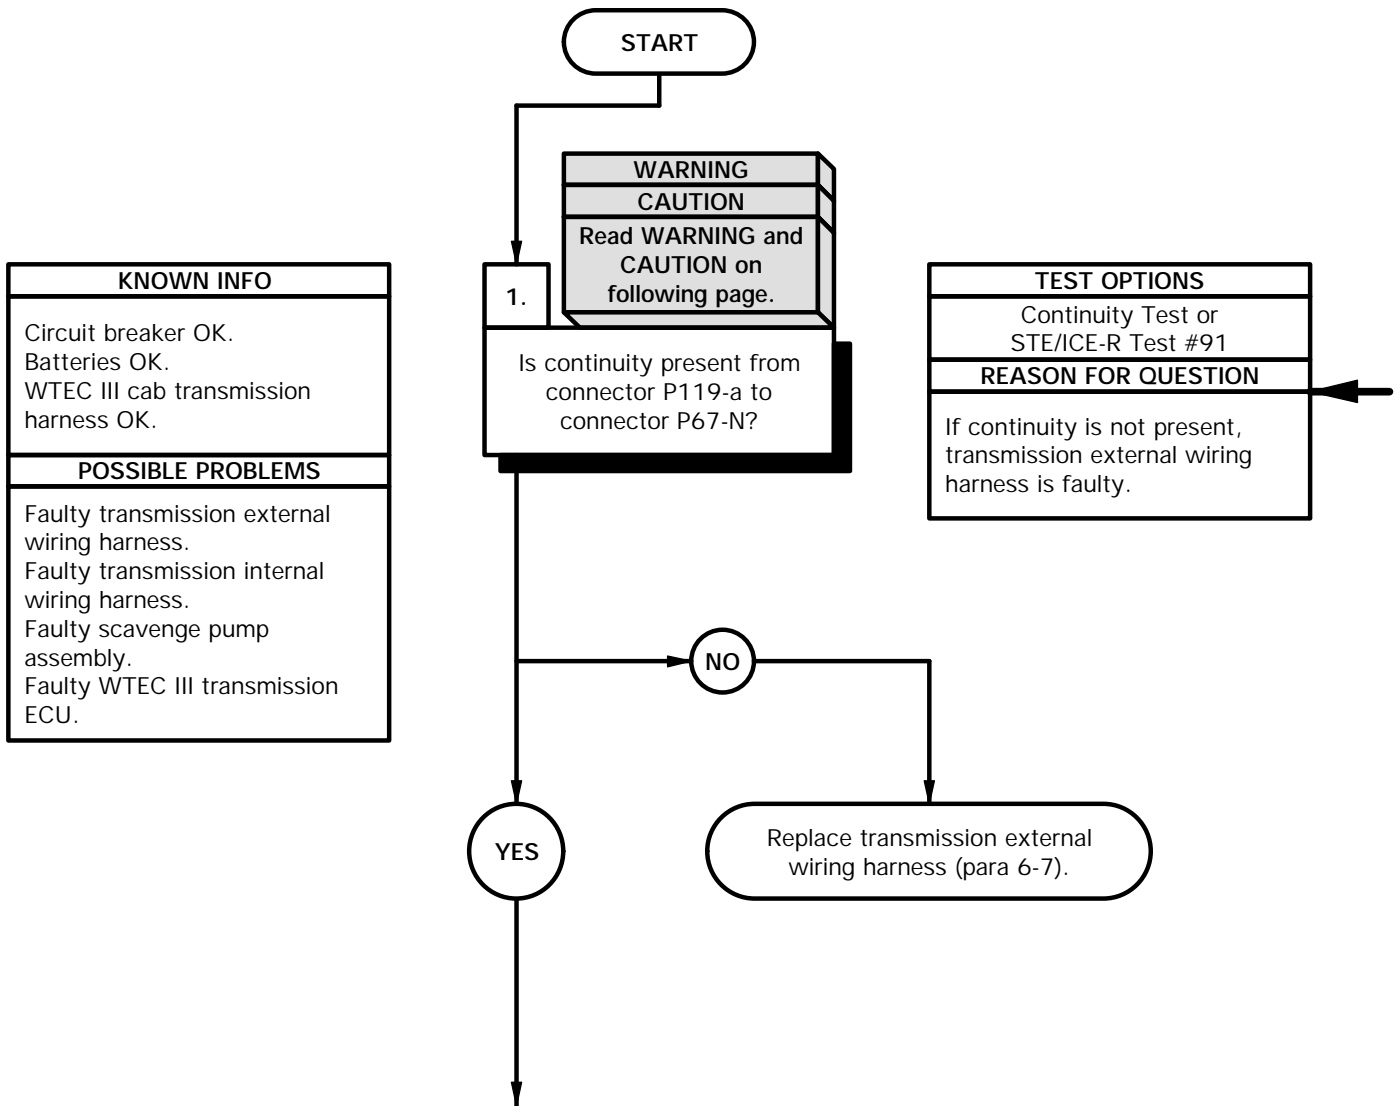 START
WARNING
CAUTION
Read WARNING and
CAUTION on
following page.
KNOWN INFO
Circuit breaker OK.
Batteries OK.
WTEC III cab transmission
harness OK.
POSSIBLE PROBLEMS
Faulty transmission external
wiring harness.
Faulty transmission internal
wiring harness.
Faulty scavenge pump
assembly.
Faulty WTEC III transmission
ECU.
1.
Is continuity present from
connector P119-a to
connector P67-N?
TEST OPTIONS
Continuity Test or
STE/ICE-R Test #91
REASON FOR QUESTION
If continuity is not present,
transmission external wiring
harness is faulty.
NO
YES
Replace transmission external
wiring harness (para 6-7).